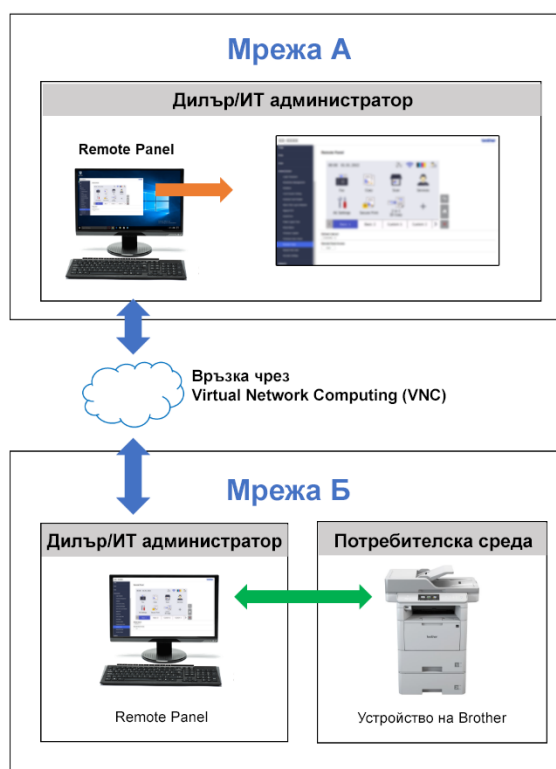 Мрежа А
Дилър/ИТ администратор
Remote Panel
Връзка чрез
Virtual Network Computing (VNC)
Мрежа Б
Дилър/ИТ администратор
Потребителска среда
Remote Panel
Устройство на Brother